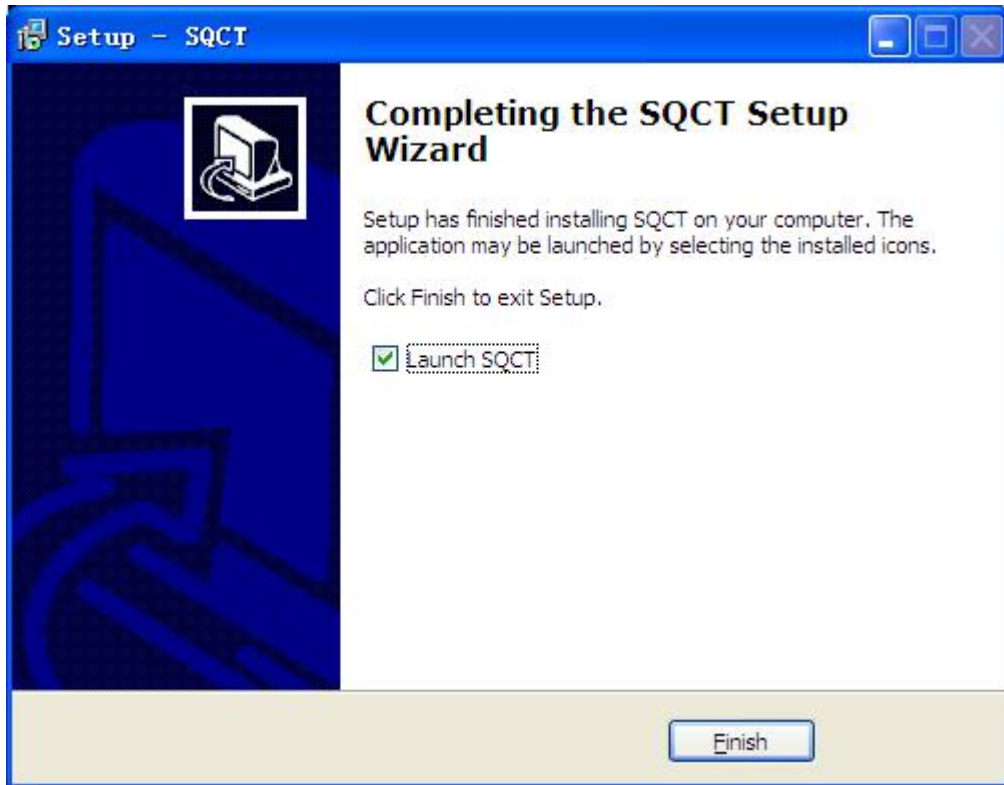 Setup - SQCT
Completing the SQCT Setup
Wizard
Setup has finished installing SQCT on your computer. The
application may be launched by selecting the installed icons.
Click Finish to exit Setup.
Launch SQCT
Finish